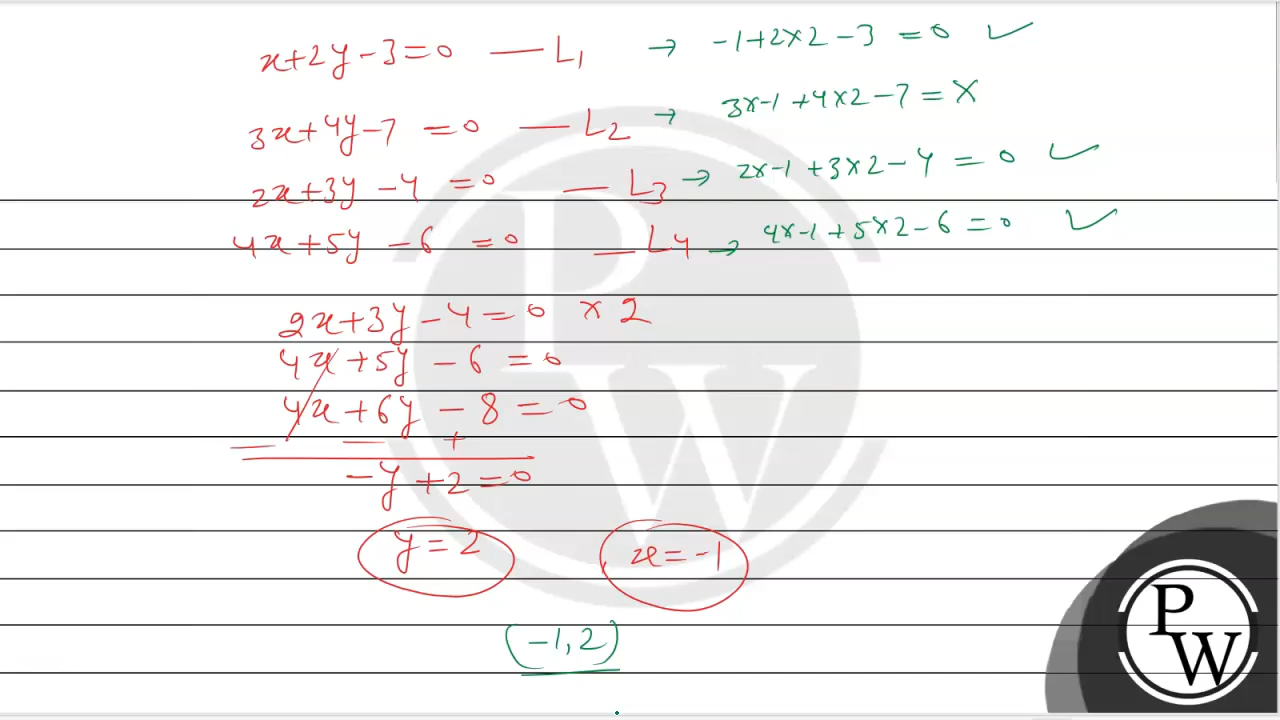 x+2y-3=0 — L₁ → -1+2×2-3 = 0 ✓
3x+4y-7 = 0 — L₂ → 3×-1+4×2-7 = X
2x+3y-4 = 0 — L₃ → 2×-1+3×2-4 = 0 ✓
4x+5y-6 = 0 — L₄ → 4×-1+5×2-6 = 0 ✓
2x+3y-4=0 × 2
4x+5y-6=0
4x+6y-8=0
— — +
-y+2=0
y=2 x=-1
(-1,2)
P
W
P
W